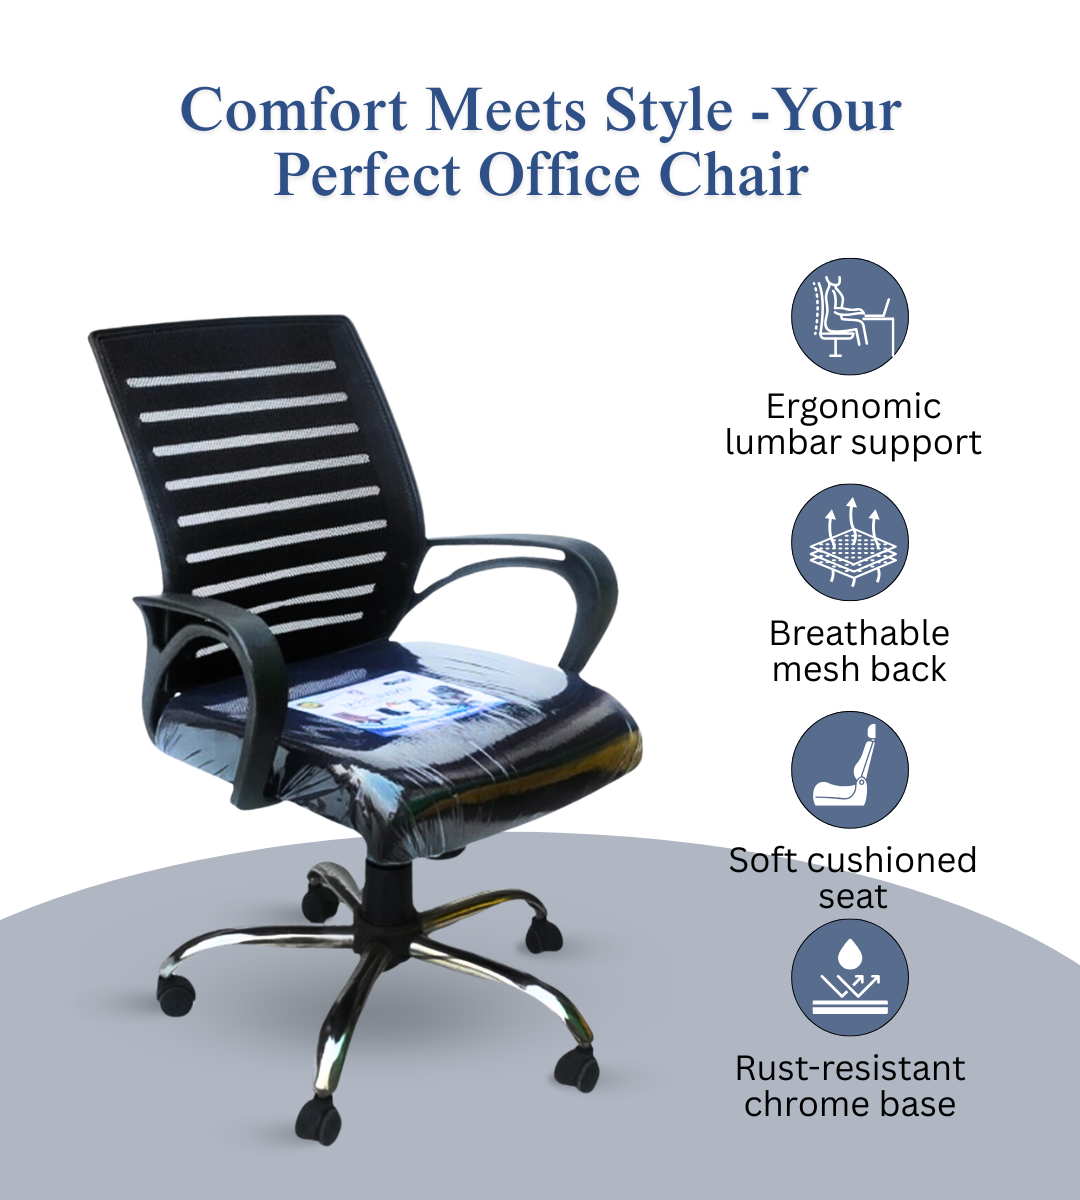 Comfort Meets Style -Your
Perfect Office Chair
Ergonomic
lumbar support
Breathable
mesh back
Soft cushioned
seat
Rust-resistant
chrome base